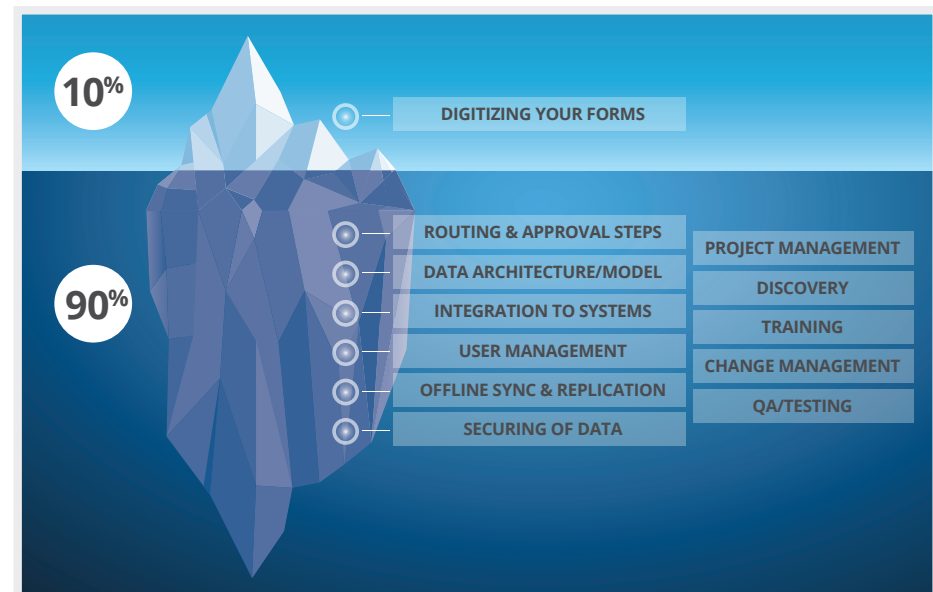 10%
DIGITIZING YOUR FORMS
90%
ROUTING & APPROVAL STEPS
DATA ARCHITECTURE/MODEL
INTEGRATION TO SYSTEMS
USER MANAGEMENT
OFFLINE SYNC & REPLICATION
SECURING OF DATA
PROJECT MANAGEMENT
DISCOVERY
TRAINING
CHANGE MANAGEMENT
QA/TESTING